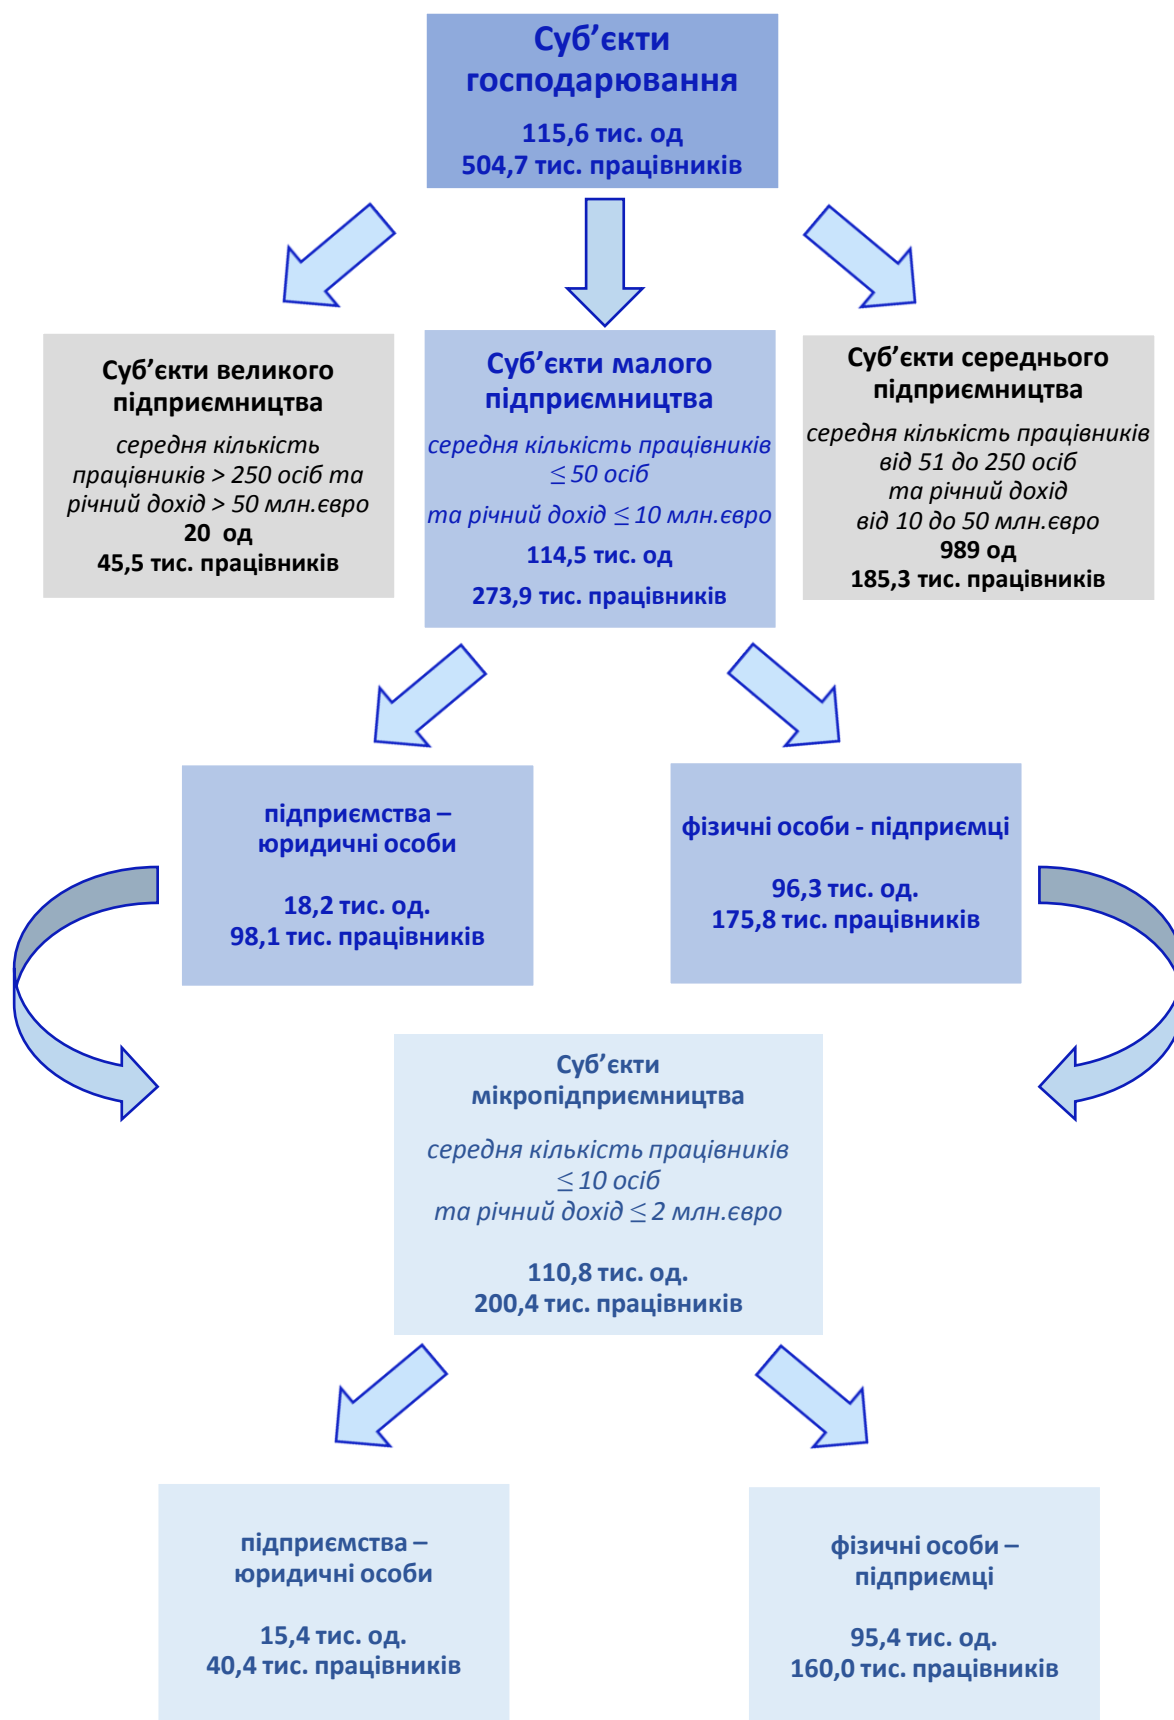 Суб’єкти
господарювання
115,6 тис. од
504,7 тис. працівників
Суб’єкти великого
підприємництва
середня кількість
працівників > 250 осіб та
річний дохід > 50 млн.євро
20 од
45,5 тис. працівників
Суб’єкти малого
підприємництва
середня кількість працівників
≤ 50 осіб
та річний дохід ≤ 10 млн.євро
114,5 тис. од
273,9 тис. працівників
Суб’єкти середнього
підприємництва
середня кількість працівників
від 51 до 250 осіб
та річний дохід
від 10 до 50 млн.євро
989 од
185,3 тис. працівників
підприємства –
юридичні особи
18,2 тис. од.
98,1 тис. працівників
фізичні особи - підприємці
96,3 тис. од.
175,8 тис. працівників
Суб’єкти
мікропідприємництва
середня кількість працівників
≤ 10 осіб
та річний дохід ≤ 2 млн.євро
110,8 тис. од.
200,4 тис. працівників
підприємства –
юридичні особи
15,4 тис. од.
40,4 тис. працівників
фізичні особи –
підприємці
95,4 тис. од.
160,0 тис. працівників